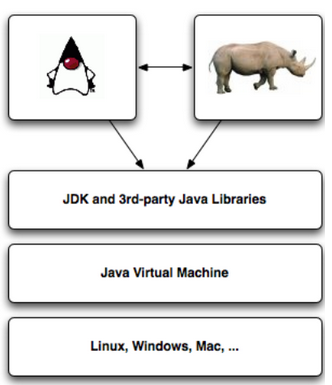 JDK and 3rd-party Java Libraries
Java Virtual Machine
Linux, Windows, Mac, ...